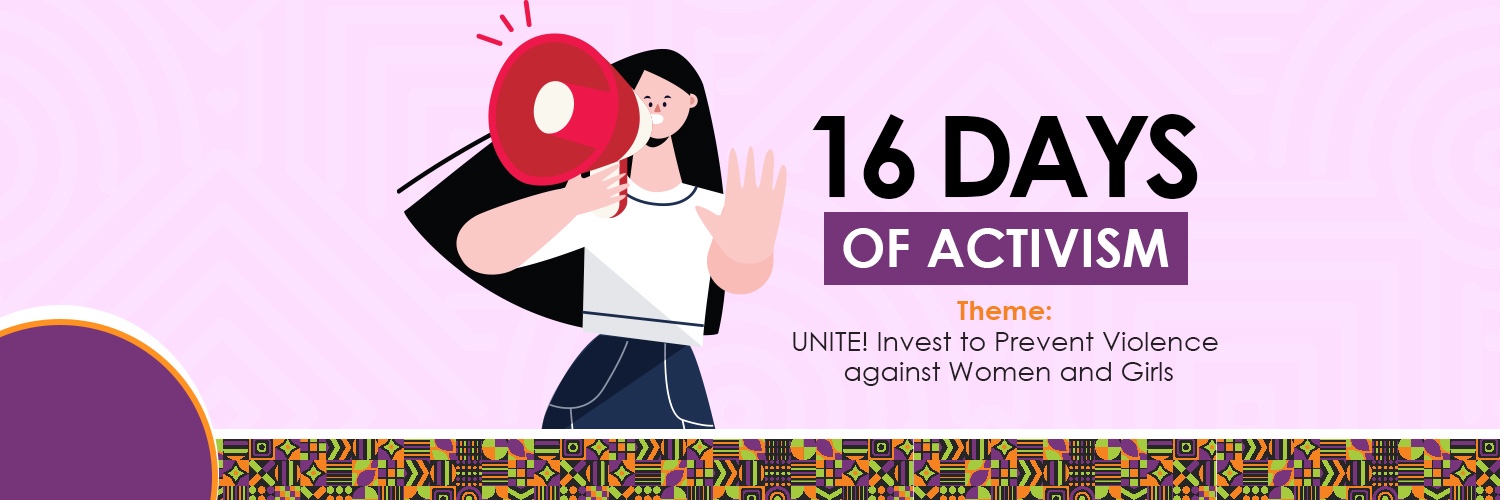 16 DAYS
OF ACTIVISM
Theme:
UNITE! Invest to Prevent Violence
against Women and Girls